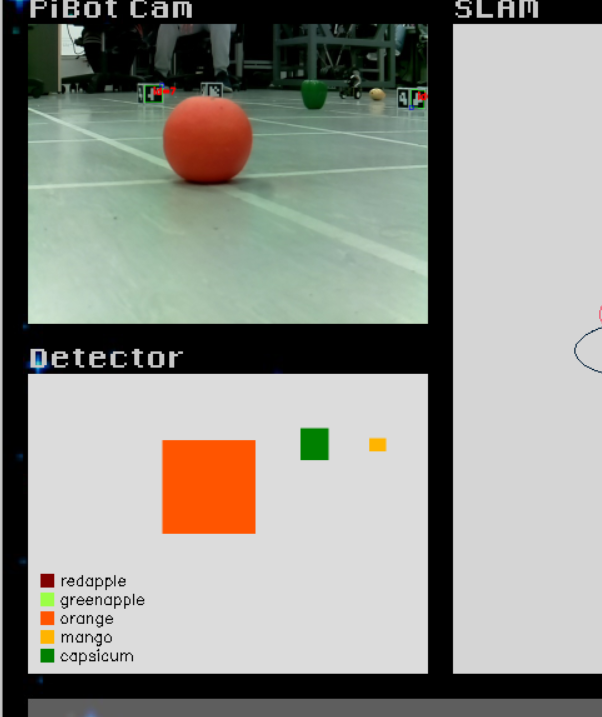 PiBot Cam
SLAM
Detector
redapple
greenapple
orange
mango
capsicum